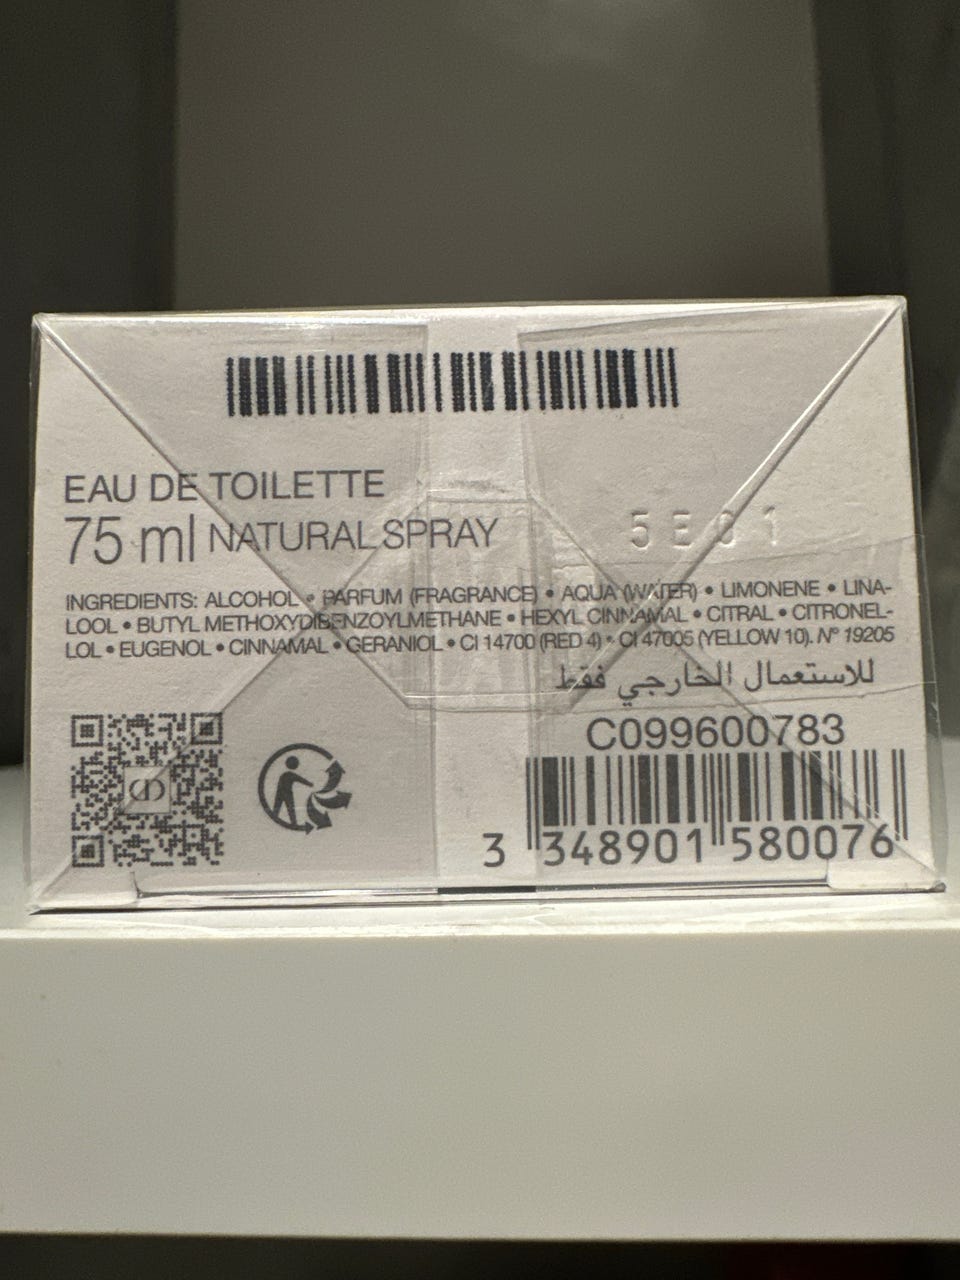 EAU DE TOILETTE
75 ml NATURAL SPRAY
5E01
INGREDIENTS: ALCOHOL • PARFUM (FRAGRANCE) • AQUA (WATER) • LIMONENE • LINA-
LOOL • BUTYL METHOXYDIBENZOYLMETHANE • HEXYL CINNAMAL • CITRAL • CITRONEL-
LOL • EUGENOL • CINNAMAL • GERANIOL • CI 14700 (RED 4) • CI 47005 (YELLOW 10). N° 19205
للاستعمال الخارجي فقط
C099600783
3 348901 580076